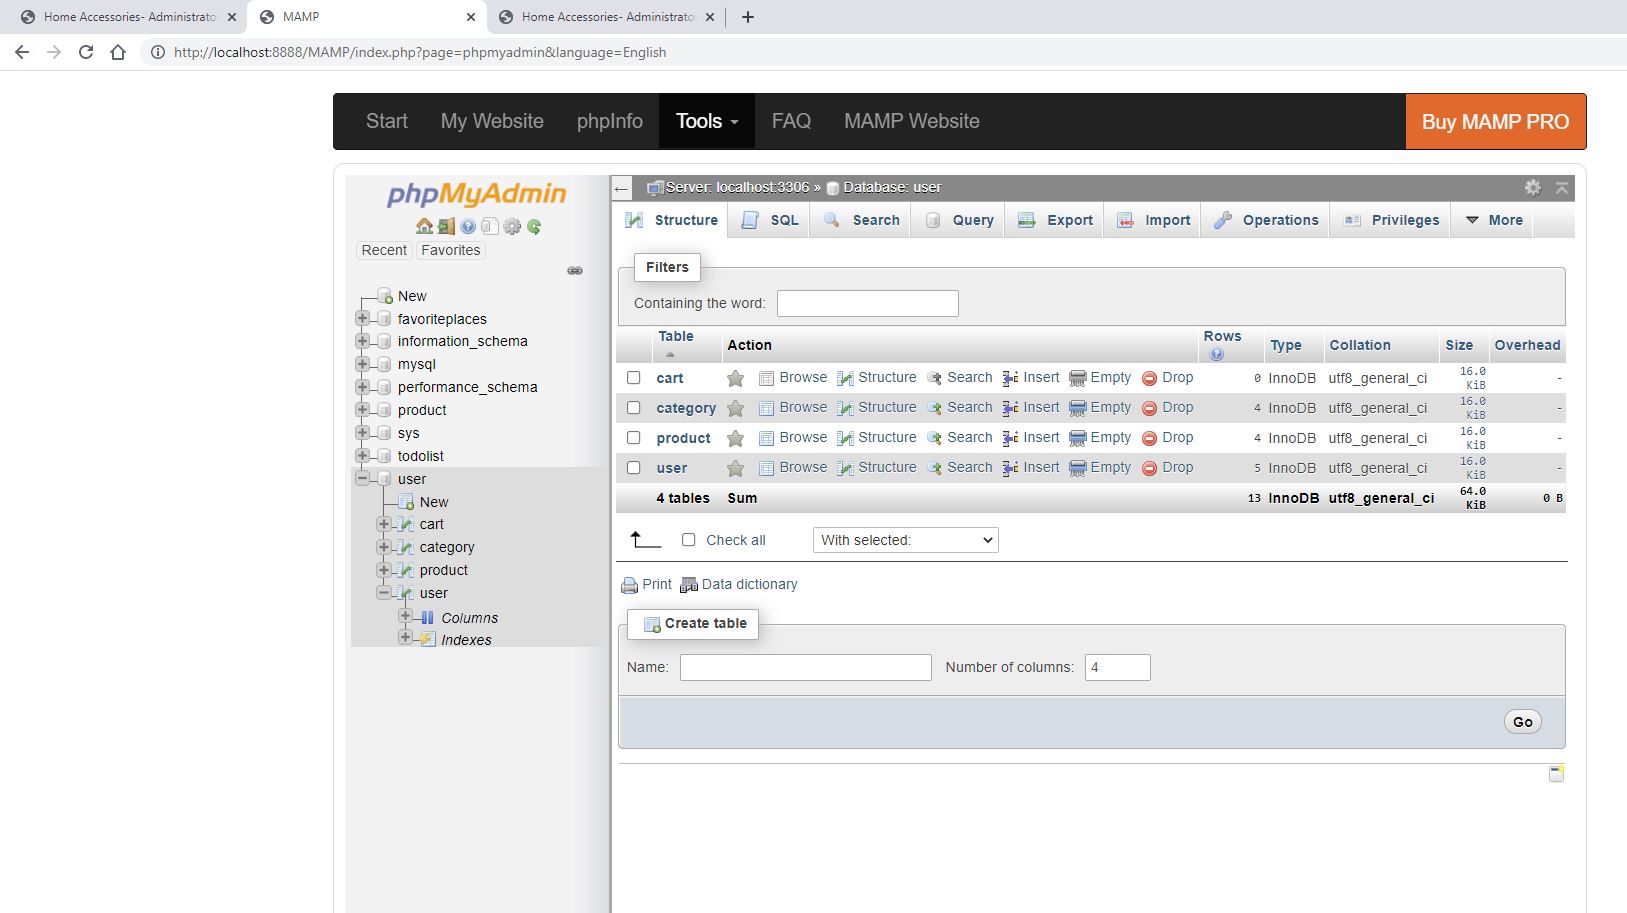 Home Accessories- Administrato
MAMP
Home Accessories- Administrato
http://localhost:8888/MAMP/index.php?page=phpmyadmin&language=English
Start My Website phpInfo Tools FAQ MAMP Website Buy MAMP PRO
phpMyAdmin
Recent Favorites
New
favoriteplaces
information_schema
mysql
performance_schema
product
sys
todolist
user
New
cart
category
product
user
Columns
Indexes
Server: localhost:3306 » Database: user
Structure SQL Search Query Export Import Operations Privileges More
Filters
Containing the word:
Table Action Rows Type Collation Size Overhead
cart Browse Structure Search Insert Empty Drop 0 InnoDB utf8_general_ci 16.0 KiB -
category Browse Structure Search Insert Empty Drop 4 InnoDB utf8_general_ci 16.0 KiB -
product Browse Structure Search Insert Empty Drop 4 InnoDB utf8_general_ci 16.0 KiB -
user Browse Structure Search Insert Empty Drop 5 InnoDB utf8_general_ci 16.0 KiB -
4 tables Sum 13 InnoDB utf8_general_ci 64.0 KiB 0 B
Check all With selected:
Print Data dictionary
Create table
Name: Number of columns: 4
Go